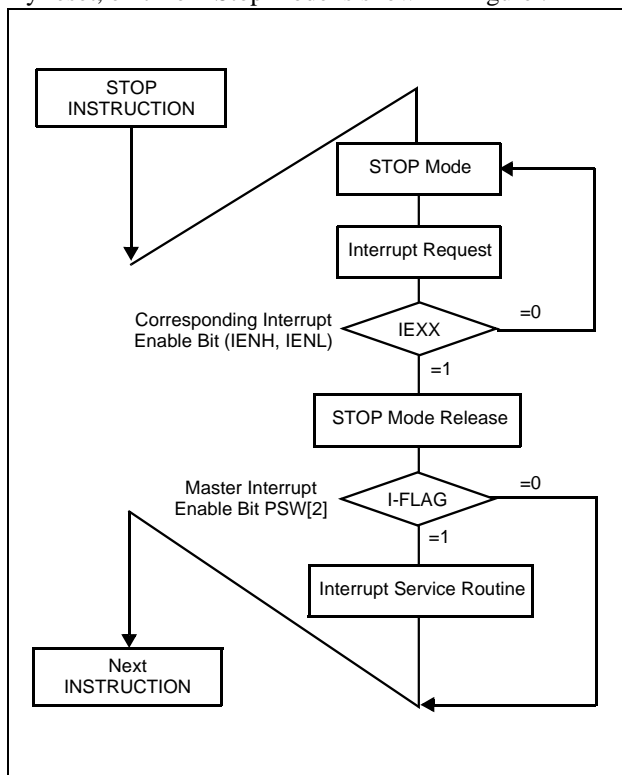 STOP
INSTRUCTION
STOP Mode
Interrupt Request
Corresponding Interrupt
Enable Bit (IENH, IENL)
IEXX
=0
=1
STOP Mode Release
Master Interrupt
Enable Bit PSW[2]
I-FLAG
=0
=1
Interrupt Service Routine
Next
INSTRUCTION